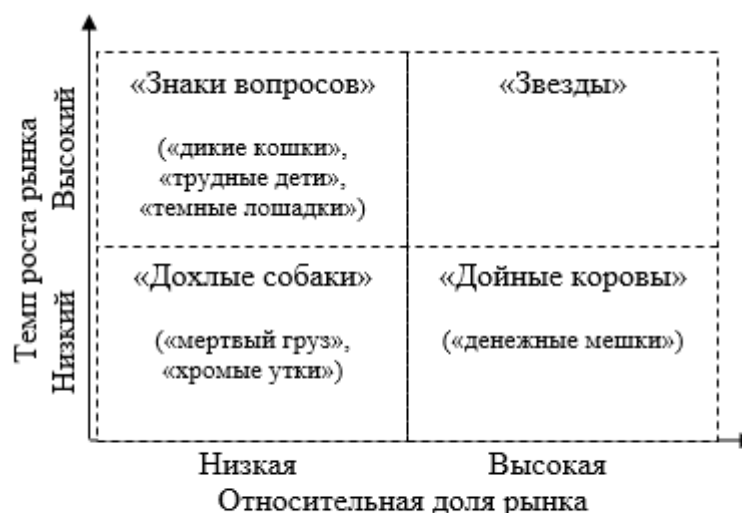 Темп роста рынка
Высокий
Низкий
«Знаки вопросов»
(«дикие кошки»,
«трудные дети»,
«темные лошадки»)
«Звезды»
«Дохлые собаки»
(«мертвый груз»,
«хромые утки»)
«Дойные коровы»
(«денежные мешки»)
Низкая
Высокая
Относительная доля рынка